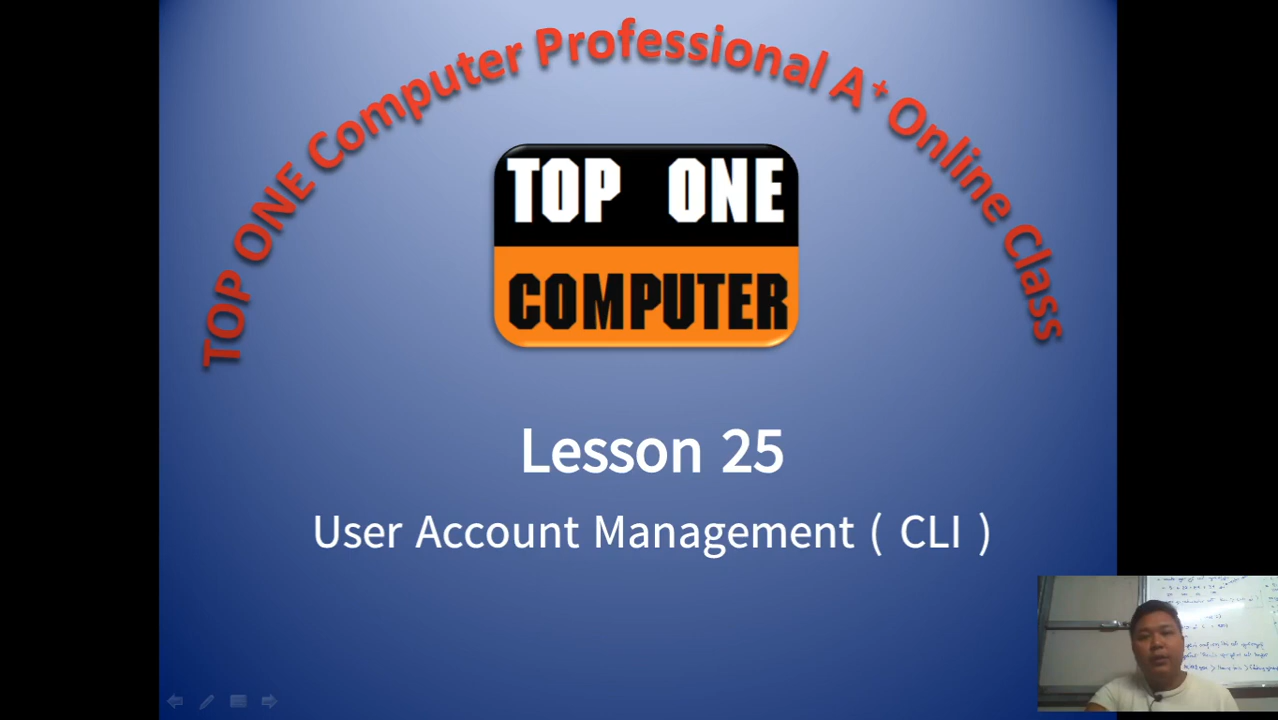 TOP ONE Computer Professional A+ Online Class
TOP ONE
COMPUTER
Lesson 25
User Account Management ( CLI )